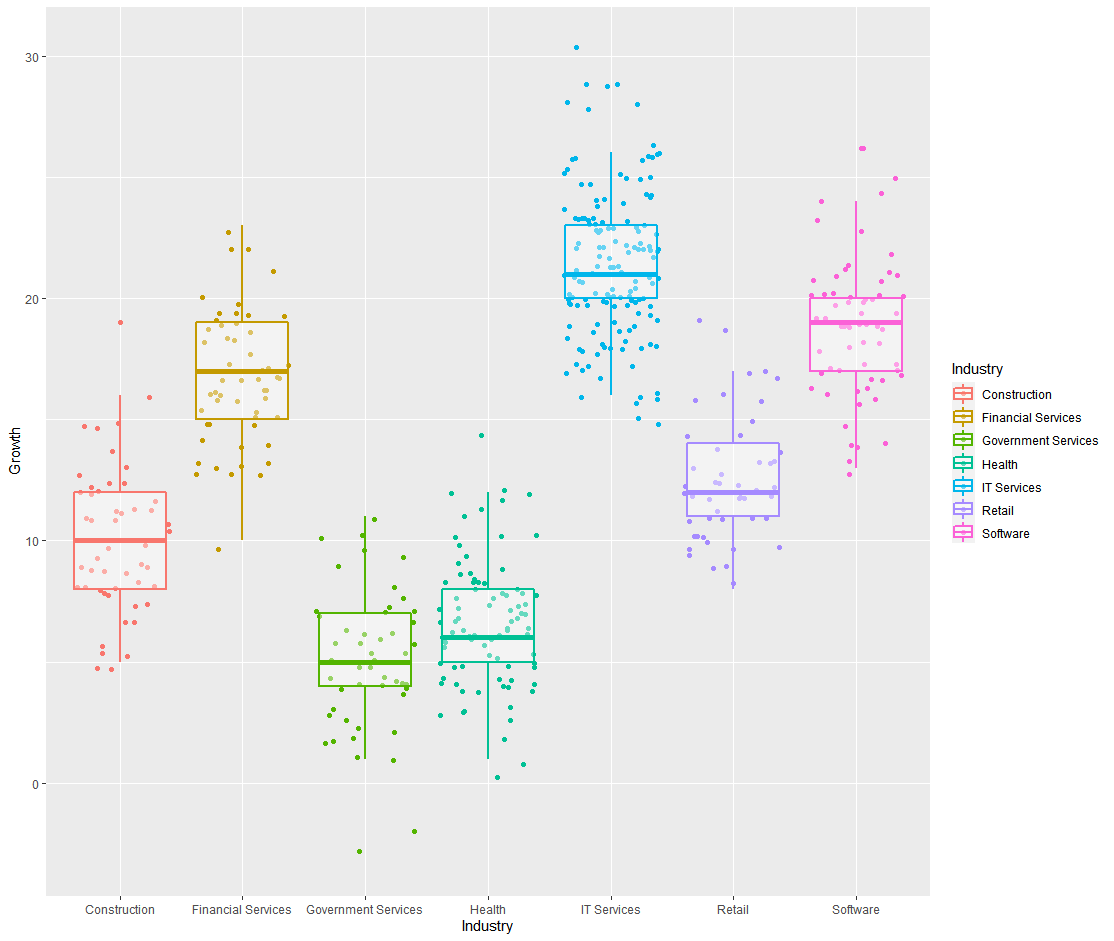 30
20
10
0
Growth
Construction
Financial Services
Government Services
Health
IT Services
Retail
Software
Industry
Industry
Construction
Financial Services
Government Services
Health
IT Services
Retail
Software